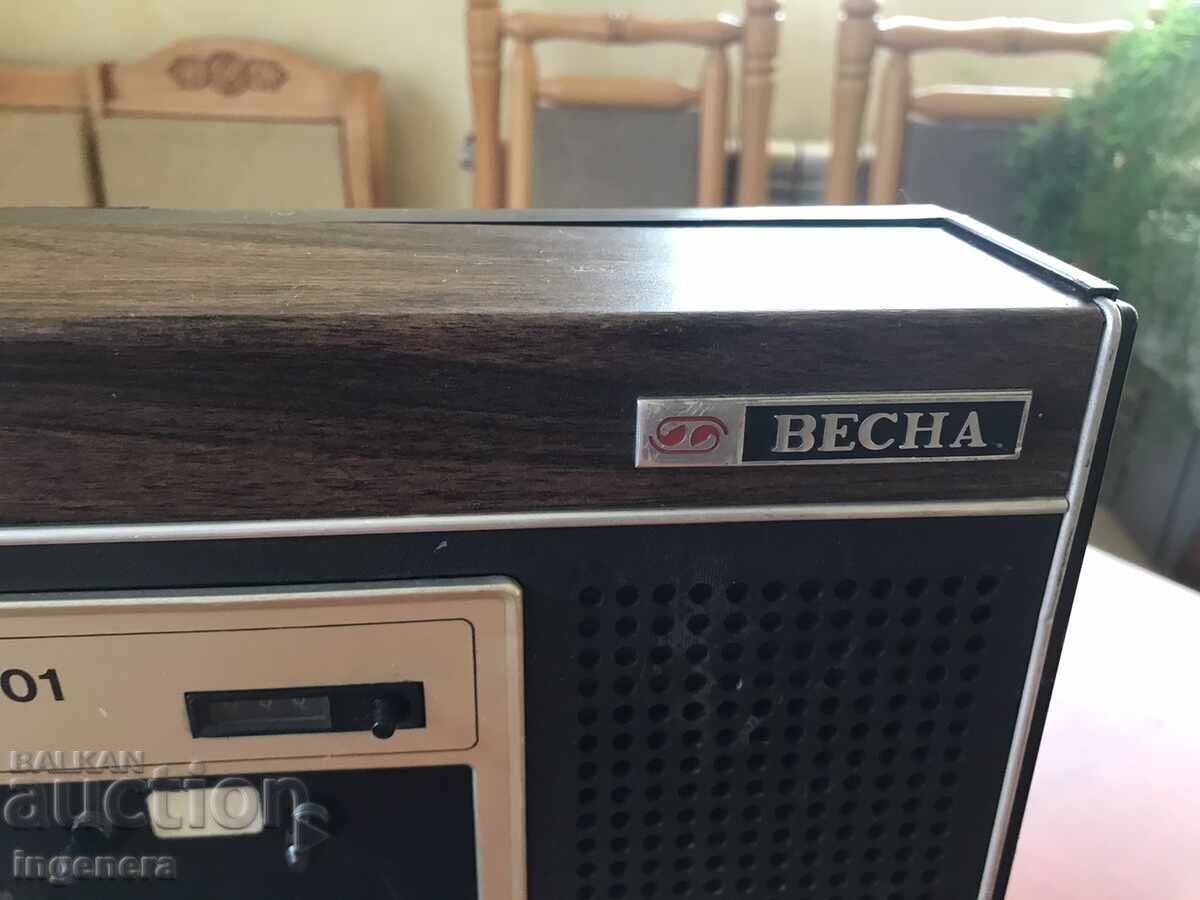 ВЕСНА
01
BALKAN
auction
ingenera